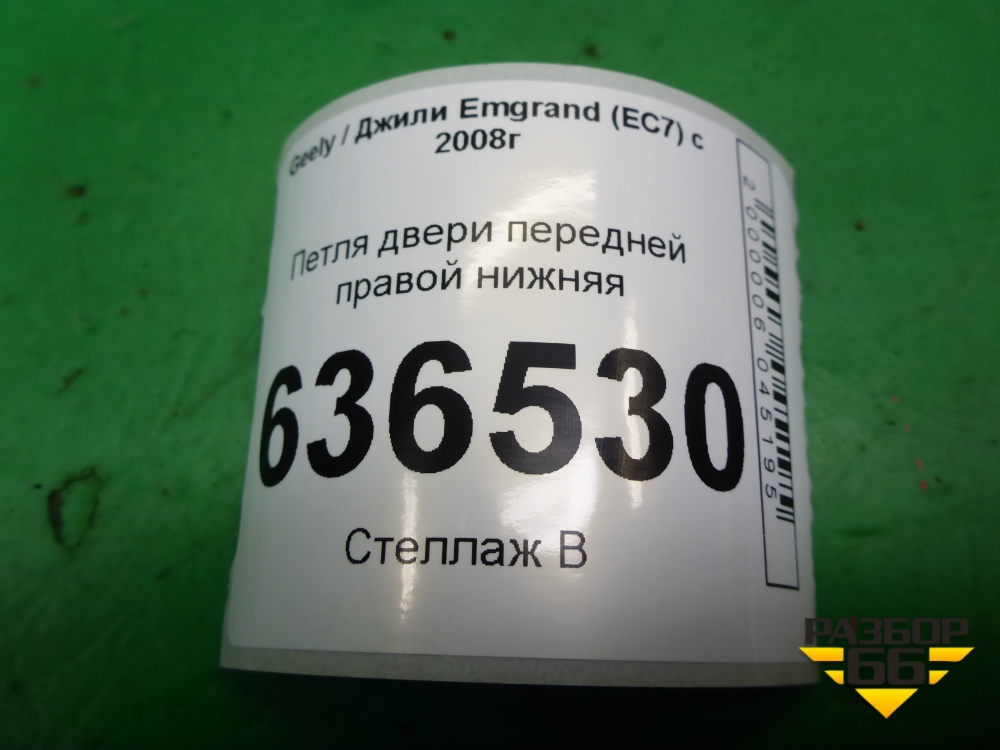 Geely / Джили Emgrand (EC7) с
2008г
Петля двери передней
правой нижняя
636530
Стеллаж В
2000006045195
РАЗБОР
66